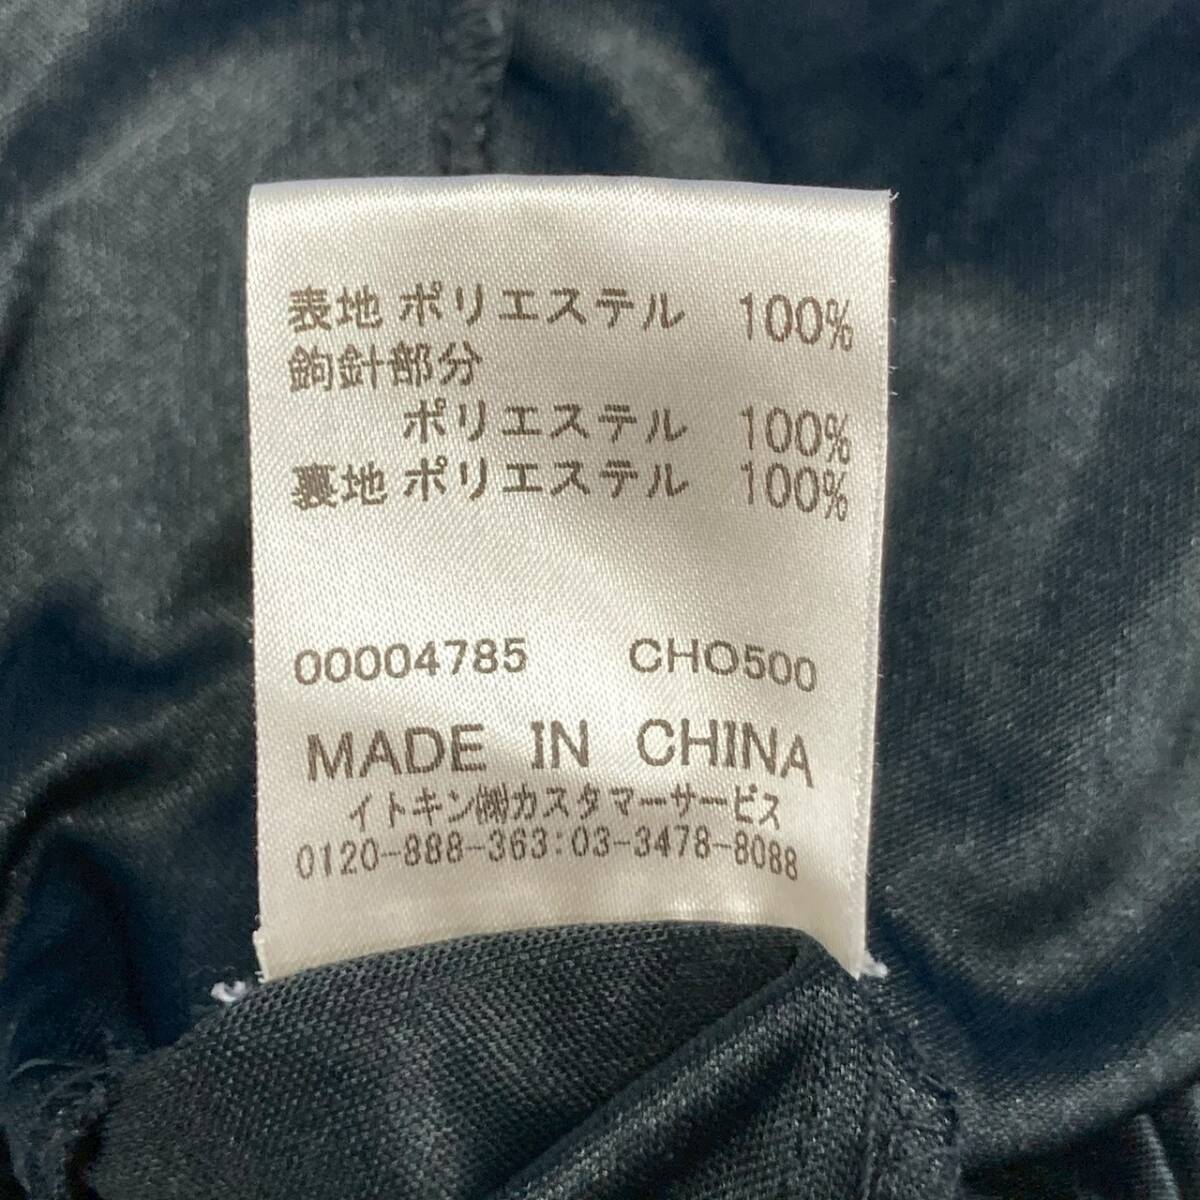 表地 ポリエステル 100%
鉤針部分
ポリエステル 100%
裏地 ポリエステル 100%
00004785 CHO500
MADE IN CHINA
イトキン㈱カスタマーサービス
0120-888-363:03-3478-8088